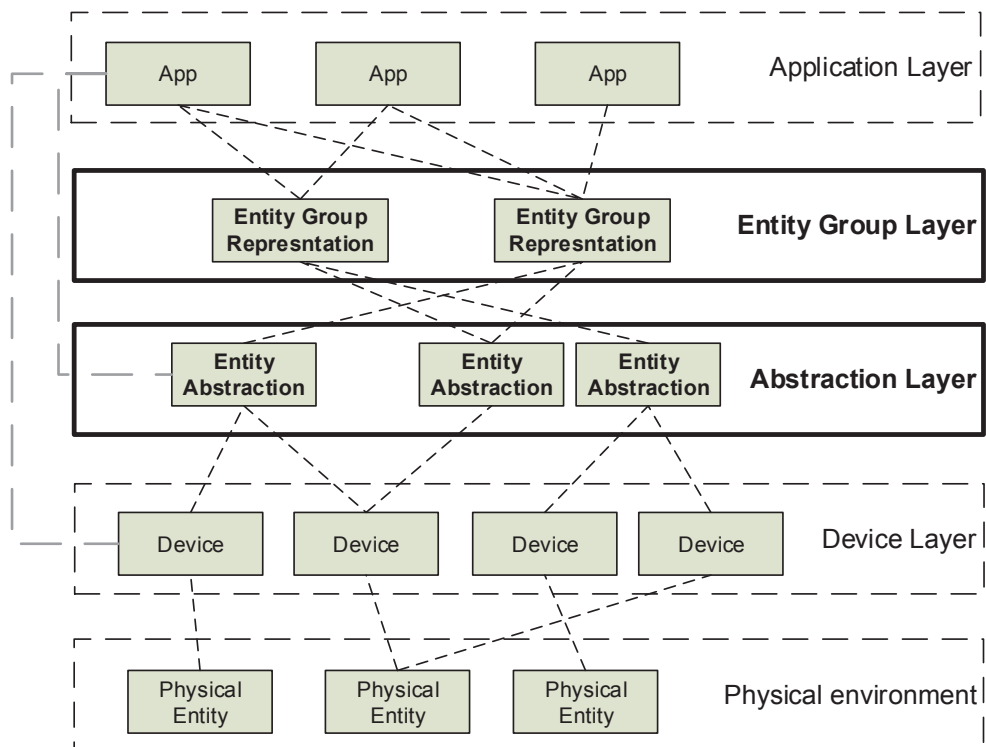 App
App
App
Application Layer
Entity Group
Represntation
Entity Group
Represntation
Entity Group Layer
Entity
Abstraction
Entity
Abstraction
Entity
Abstraction
Abstraction Layer
Device
Device
Device
Device
Device Layer
Physical
Entity
Physical
Entity
Physical
Entity
Physical environment